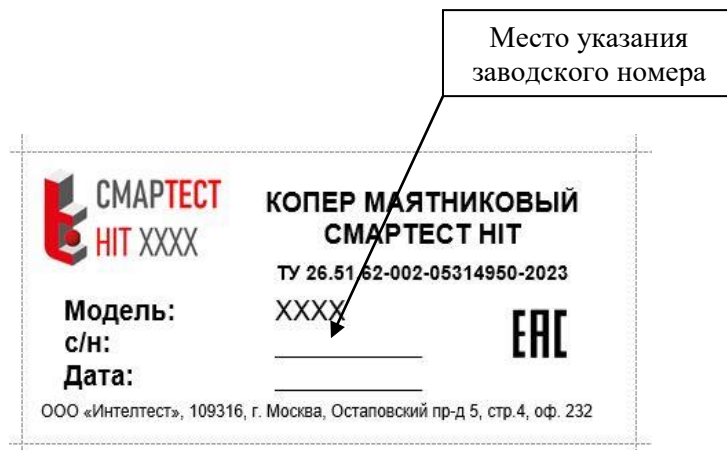 Место указания
заводского номера
СМАРТЕСТ
HIT XXXX
КОПЕР МАЯТНИКОВЫЙ
СМАРТЕСТ HIT
ТУ 26.51.62-002-05314950-2023
Модель: XXXX
с/н:
Дата:
EAC
ООО «Интелтест», 109316, г. Москва, Остаповский пр-д 5, стр.4, оф. 232